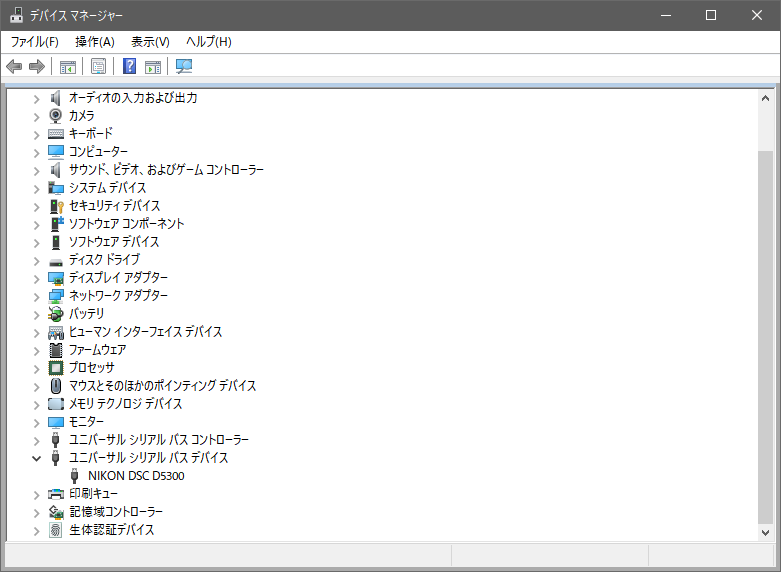 デバイス マネージャー
ファイル(F) 操作(A) 表示(V) ヘルプ(H)
オーディオの入力および出力
カメラ
キーボード
コンピューター
サウンド、ビデオ、およびゲーム コントローラー
システム デバイス
セキュリティ デバイス
ソフトウェア コンポーネント
ソフトウェア デバイス
ディスク ドライブ
ディスプレイ アダプター
ネットワーク アダプター
バッテリ
ヒューマン インターフェイス デバイス
ファームウェア
プロセッサ
マウスとそのほかのポインティング デバイス
メモリ テクノロジ デバイス
モニター
ユニバーサル シリアル バス コントローラー
ユニバーサル シリアル バス デバイス
NIKON DSC D5300
印刷キュー
記憶域コントローラー
生体認証デバイス